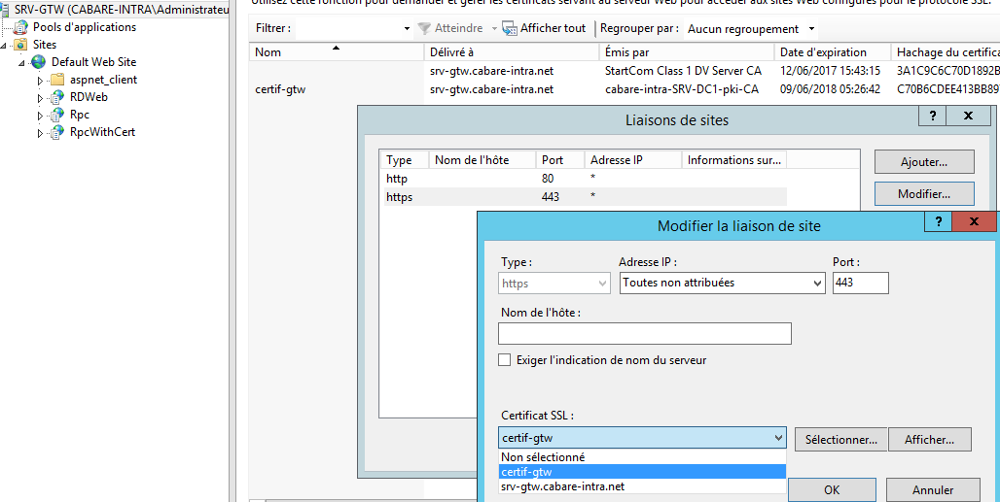 Utilisez cette fonction pour demander et gérer les certificats servant au serveur Web pour accéder aux sites Web configurés pour le protocole SSL.
SRV-GTW (CABARE-INTRA\Administrateu
Pools d'applications
Sites
Default Web Site
aspnet_client
RDWeb
Rpc
RpcWithCert
Filtrer : Atteindre Afficher tout Regrouper par : Aucun regroupement
Nom Délivré à Émis par Date d'expiration Hachage du certifica
srv-gtw.cabare-intra.net StartCom Class 1 DV Server CA 12/06/2017 15:43:15 3A1C9C6C70D1892B
certif-gtw srv-gtw.cabare-intra.net cabare-intra-SRV-DC1-pki-CA 09/06/2018 05:26:42 C70B6CDEE413BB89
Liaisons de sites ? x
Type Nom de l'hôte Port Adresse IP Informations sur...
http 80 *
https 443 *
Ajouter...
Modifier...
Modifier la liaison de site ? x
Type : Adresse IP : Port :
https Toutes non attribuées 443
Nom de l'hôte :
Exiger l'indication de nom du serveur
Certificat SSL :
certif-gtw Sélectionner... Afficher...
Non sélectionné
certif-gtw
srv-gtw.cabare-intra.net
OK Annuler